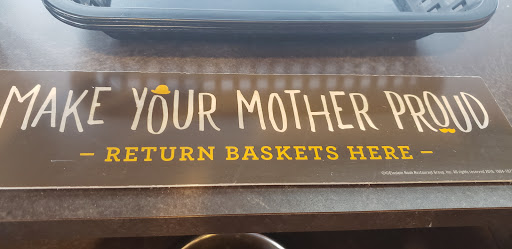 MAKE YOUR MOTHER PROUD
– RETURN BASKETS HERE –